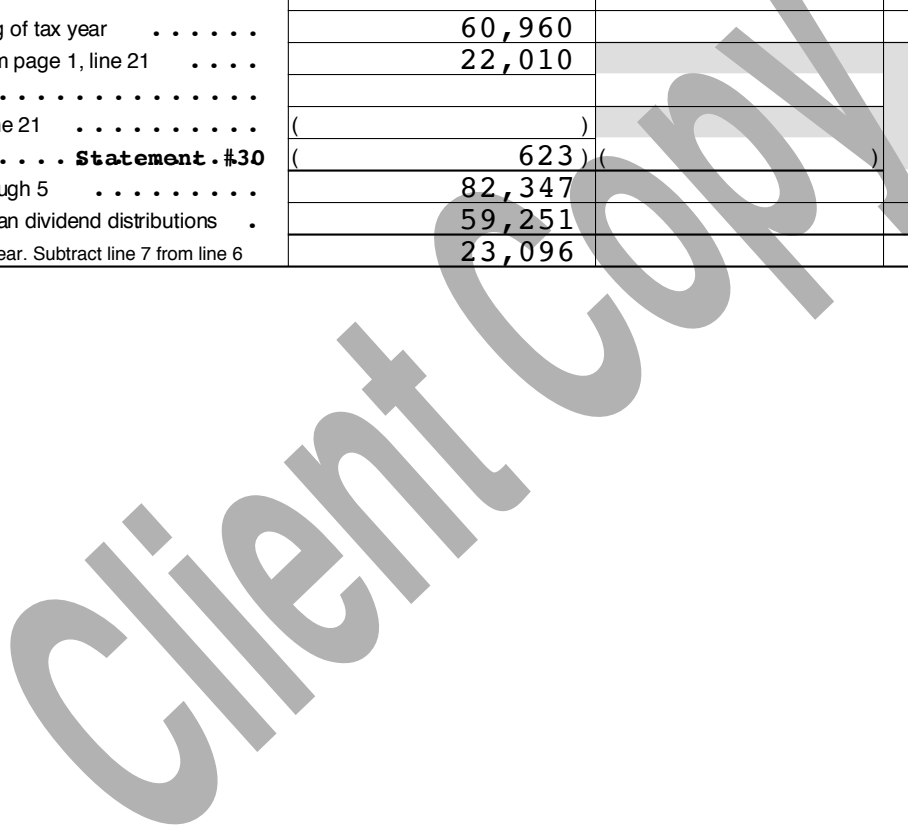 g of tax year . . . . . . 60,960
m page 1, line 21 . . . . 22,010
. . . . . . . . . . . . . .
ne 21 . . . . . . . . . . ( )
. . . . Statement #30 ( 623) ( )
ugh 5 . . . . . . . . . 82,347
an dividend distributions . 59,251
ear. Subtract line 7 from line 6 23,096
Client Copy